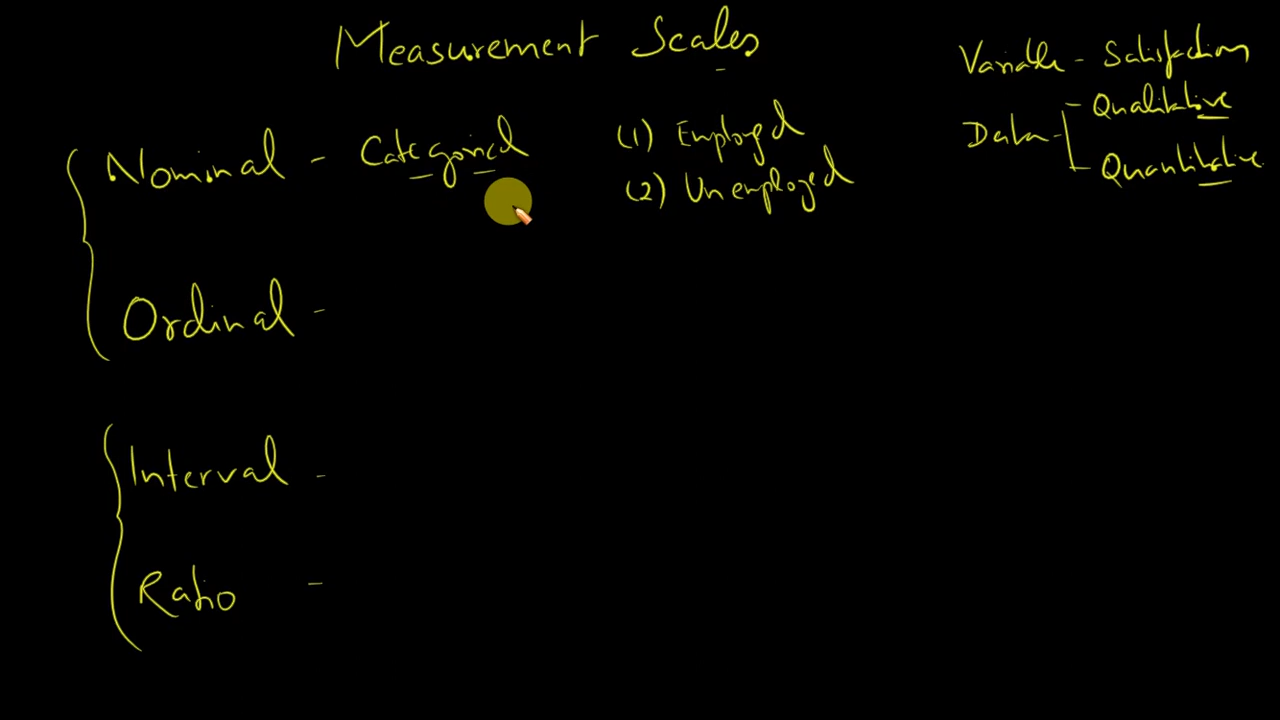 Measurement Scales
Variable - Satisfaction
Data - Qualitative
Quantitative
Nominal - Categorical
(1) Employed
(2) Unemployed
Ordinal -
Interval -
Ratio -